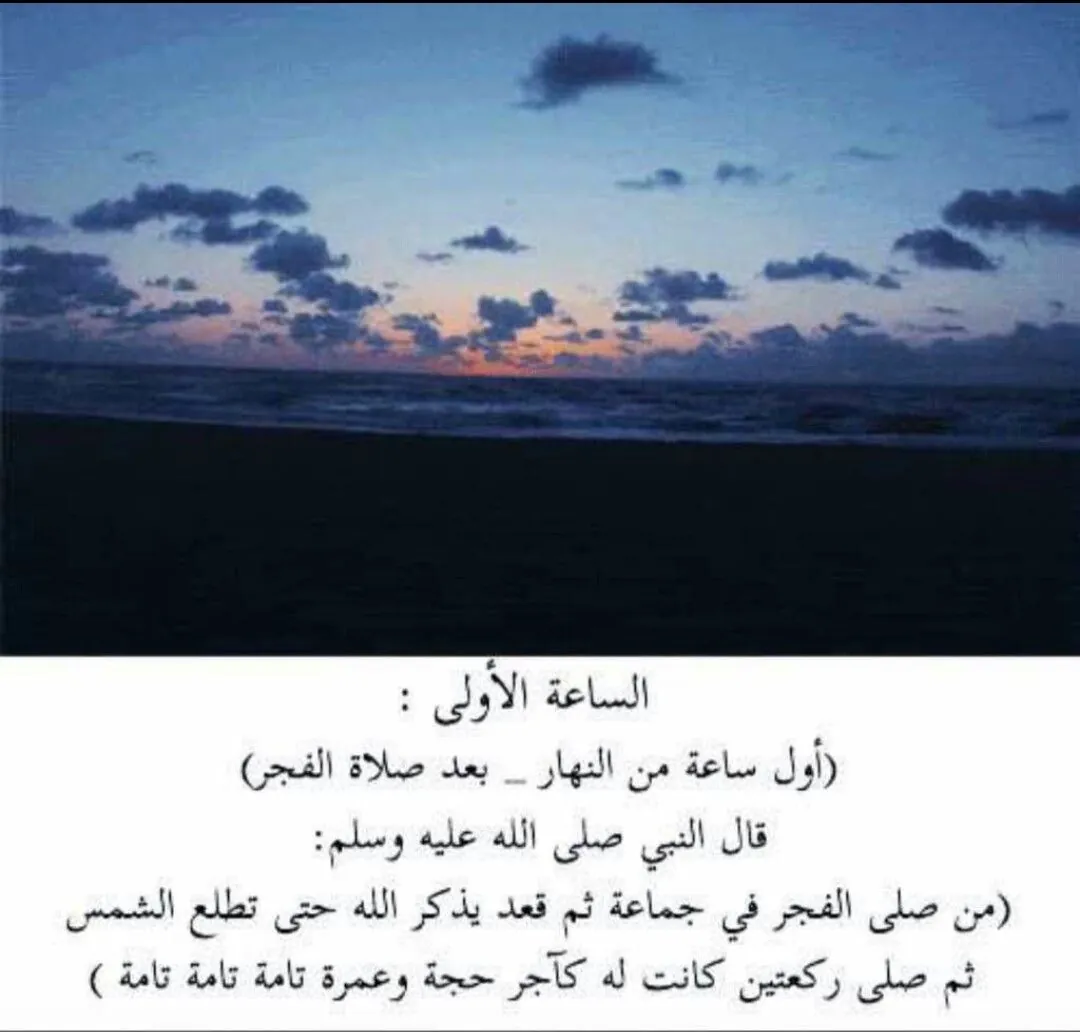 الساعة الأولى :
(أول ساعة من النهار _ بعد صلاة الفجر)
قال النبي صلى الله عليه وسلم:
(من صلى الفجر في جماعة ثم قعد يذكر الله حتى تطلع الشمس
ثم صلى ركعتين كانت له كآجر حجة وعمرة تامة تامة تامة )